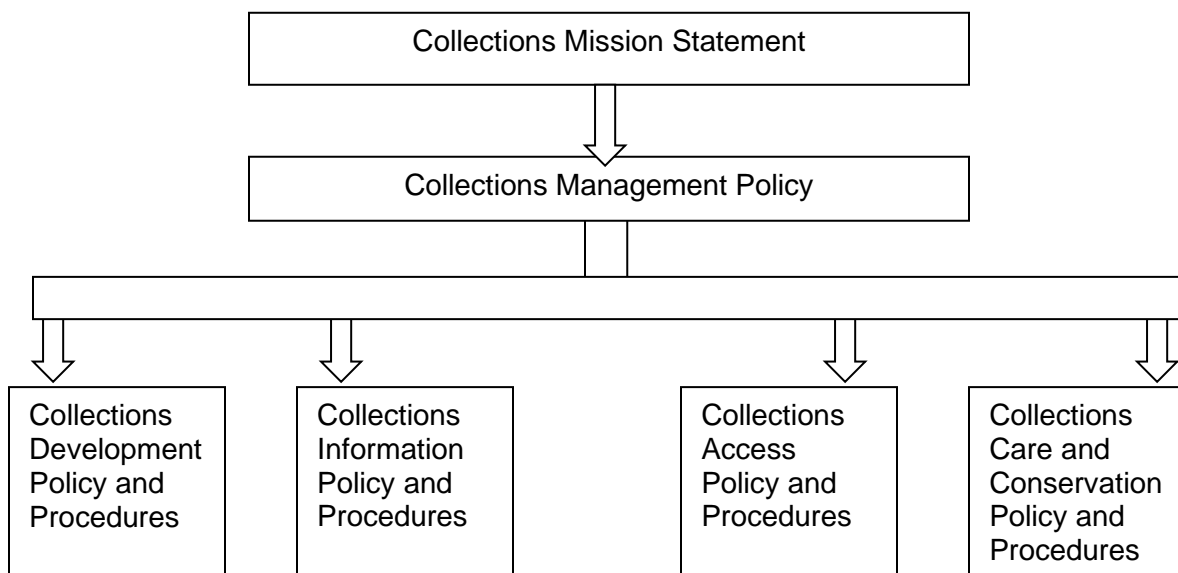 Collections Mission Statement
Collections Management Policy
Collections
Development
Policy and
Procedures
Collections
Information
Policy and
Procedures
Collections
Access
Policy and
Procedures
Collections
Care and
Conservation
Policy and
Procedures